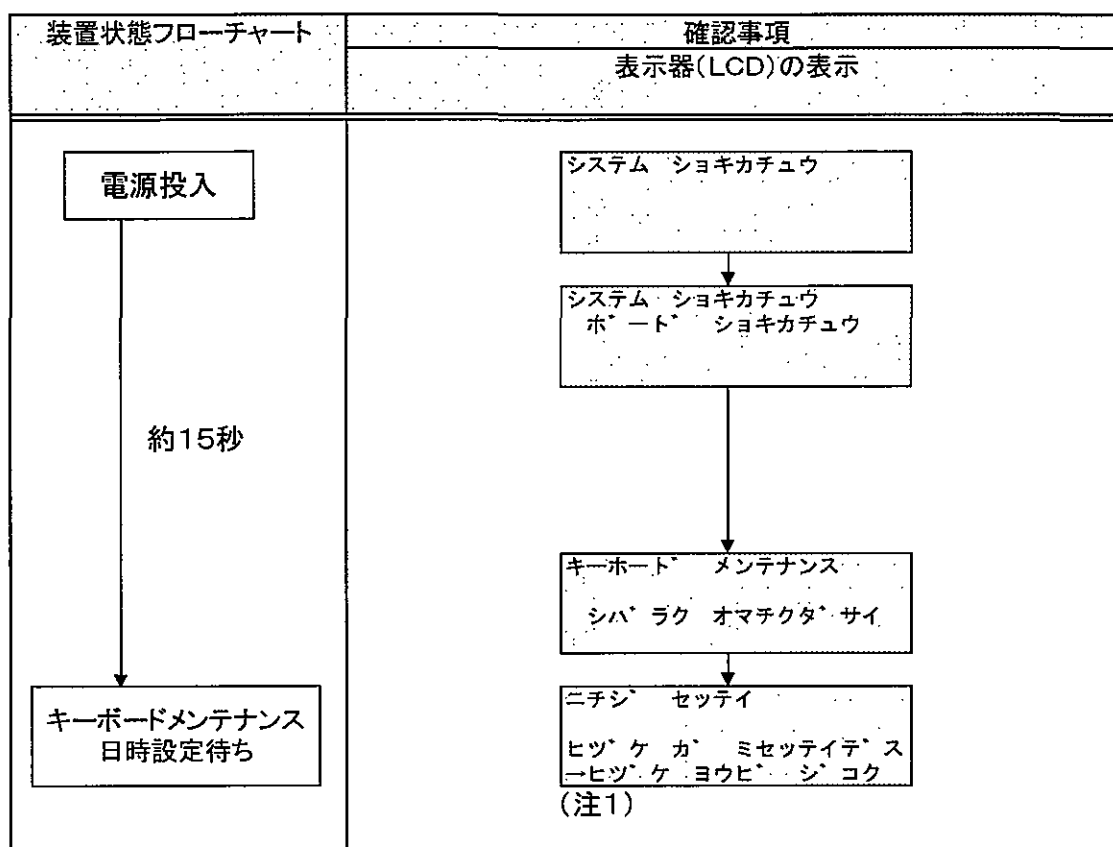 装置状態フローチャート
確認事項
表示器(LCD)の表示
電源投入
約15秒
キーボードメンテナンス
日時設定待ち
システム ショキカチュウ
システム ショキカチュウ
ボード ショキカチュウ
キーホード メンテナンス
シバラク オマチクダサイ
ニチジ セッテイ
ヒヅケ ガ ミセッテイデス
→ヒヅケ ヨウビ ジコク
(注1)